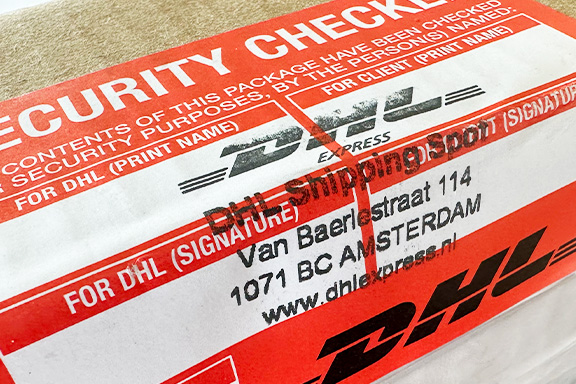 ECURITY CHECKE
CONTENTS OF THIS PACKAGE HAVE BEEN CHECKED
SECURITY PURPOSES, BY THE PERSON(S) NAMED:
FOR DHL (PRINT NAME)
FOR CLIENT (PRINT NAME)
DHL
EXPRESS
DHL Shipping Spot
Van Baerlestraat 114
1071 BC AMSTERDAM
www.dhlexpress.nl
FOR DHL (SIGNATURE)
(SIGNATURE
DHL